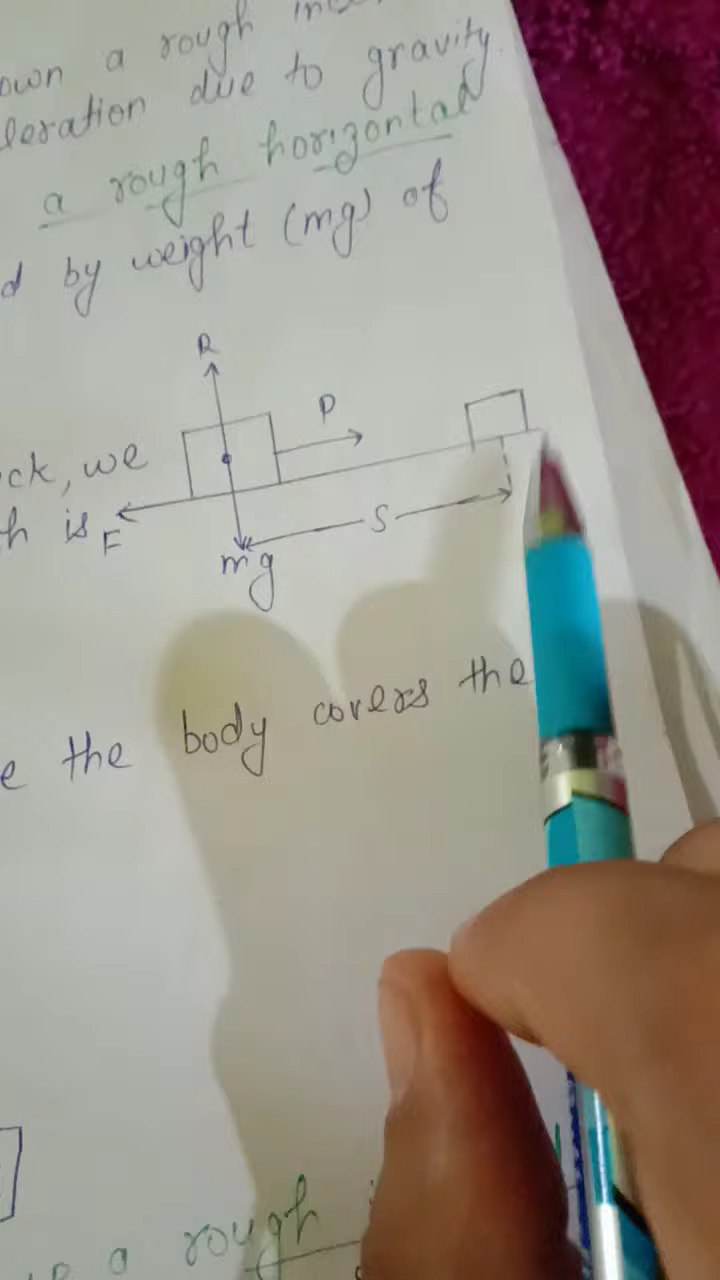 own a rough inc
leration due to gravity.
a rough horizontal
d by weight (mg) of
R
P
ck, we
h is
F
S
mg
e the body covers the
a rough